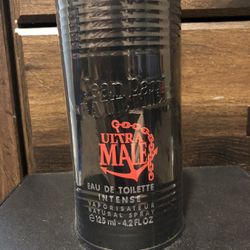 Jean Paul
GAULTIER
ULTRA
MALE
EAU DE TOILETTE
INTENSE
VAPORISATEUR
NATURAL SPRAY
℮125 ml - 4.2 FL.OZ